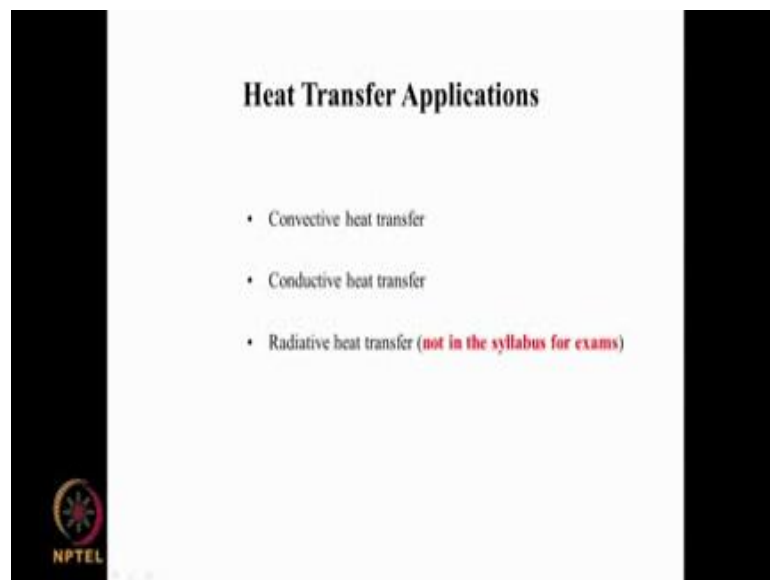 Heat Transfer Applications
• Convective heat transfer
• Conductive heat transfer
• Radiative heat transfer (not in the syllabus for exams)
NPTEL